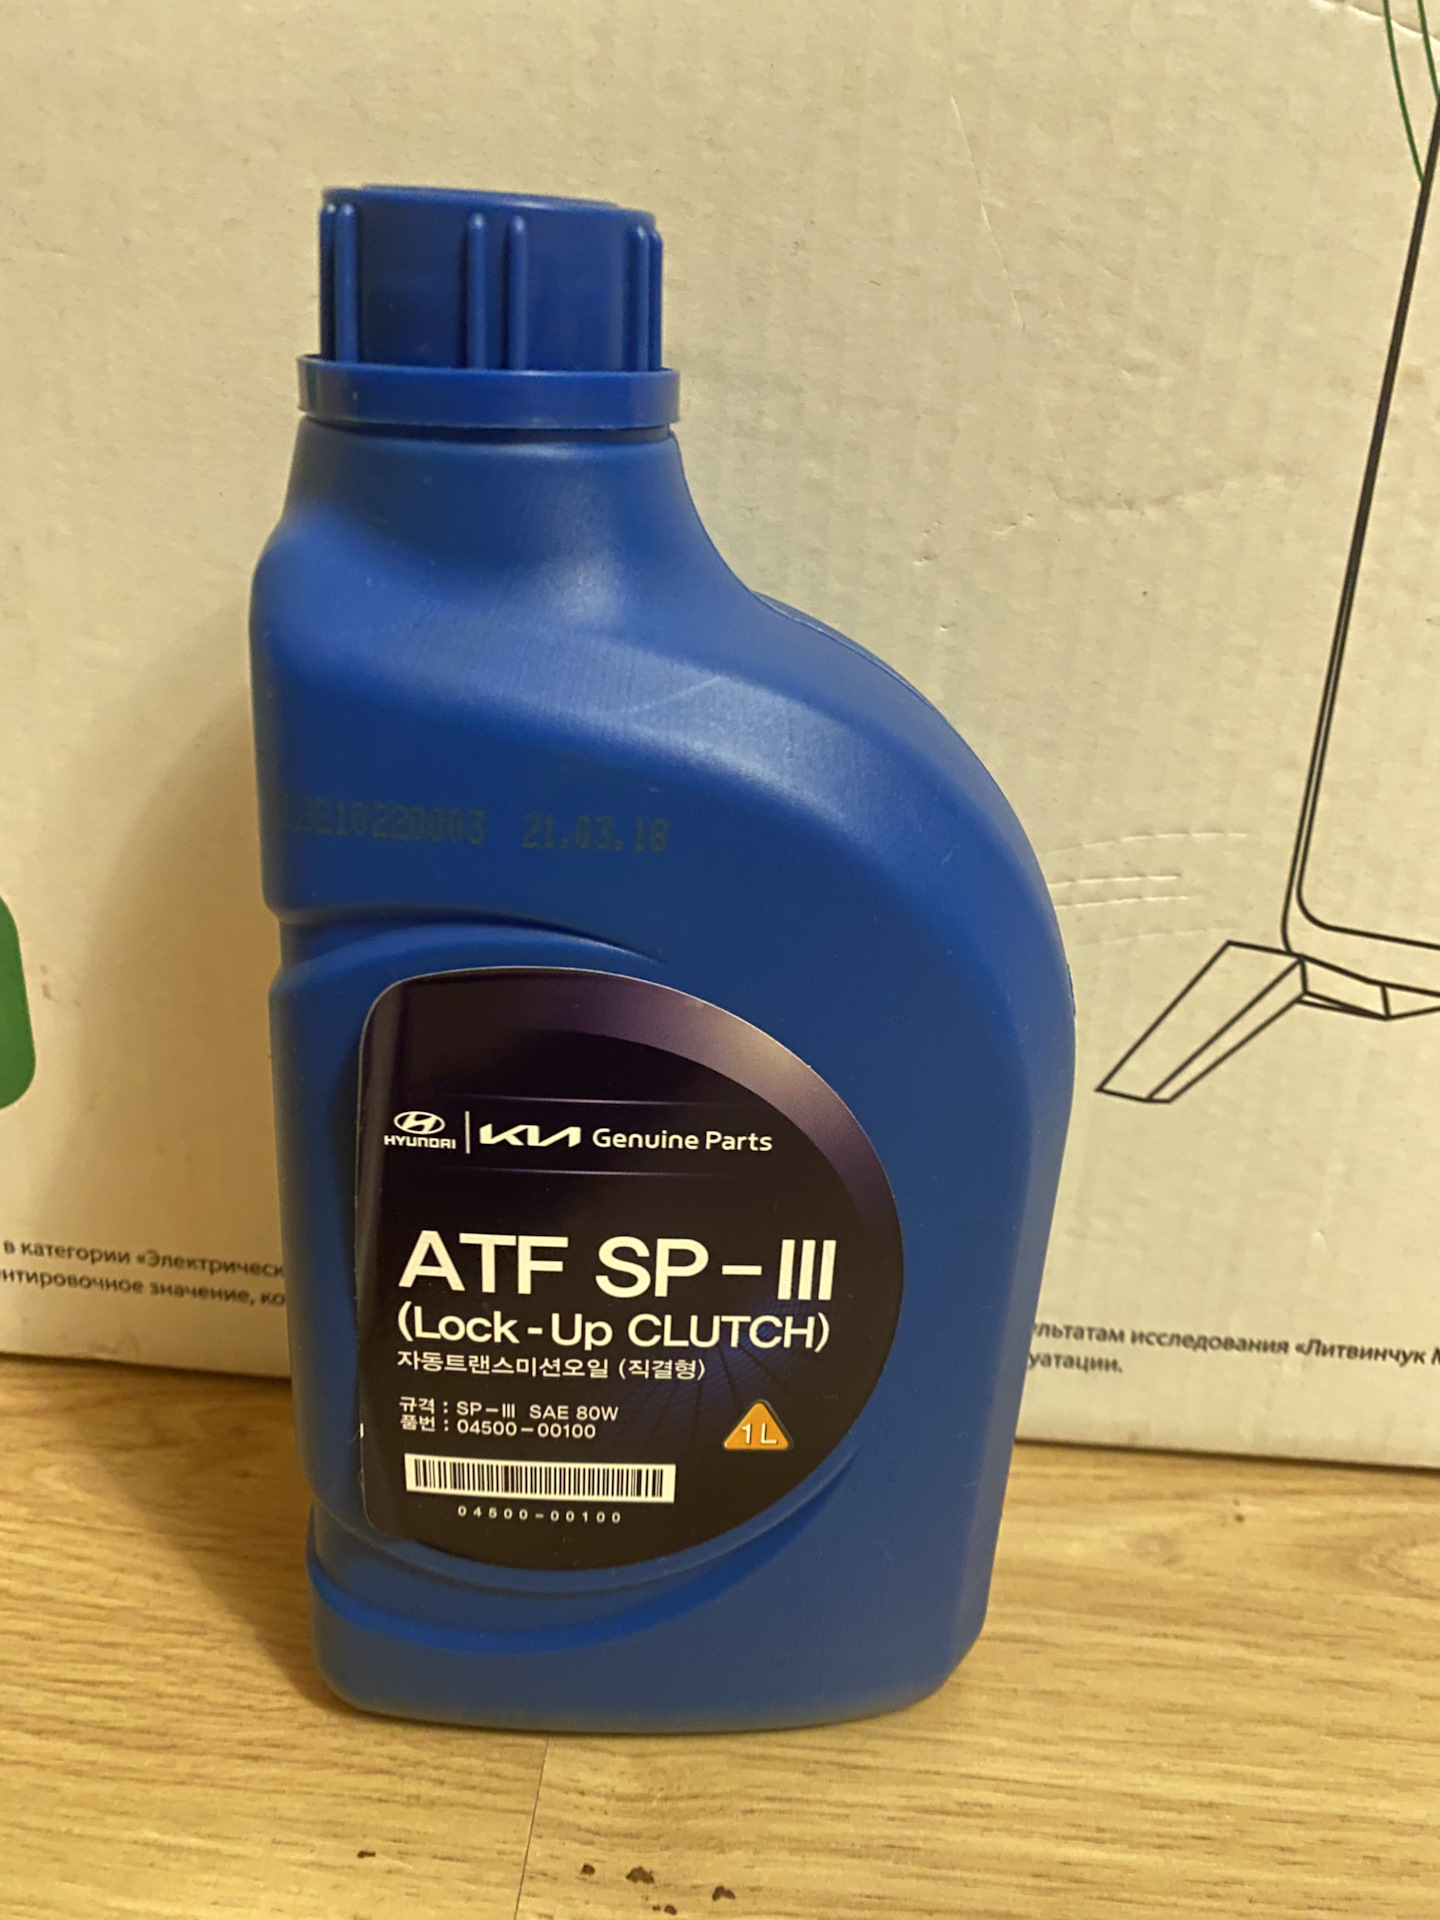 210220003 21.03.18
HYUNDAI KIA Genuine Parts
ATF SP-III
(Lock-Up CLUTCH)
자동트랜스미션오일 (직결형)
규격 : SP-III SAE 80W
품번 : 04500-00100
1L
04500-00100
в категории «Электрическ
нтировочное значение, ко
льтатам исследования «Литвинчук М
уатации.